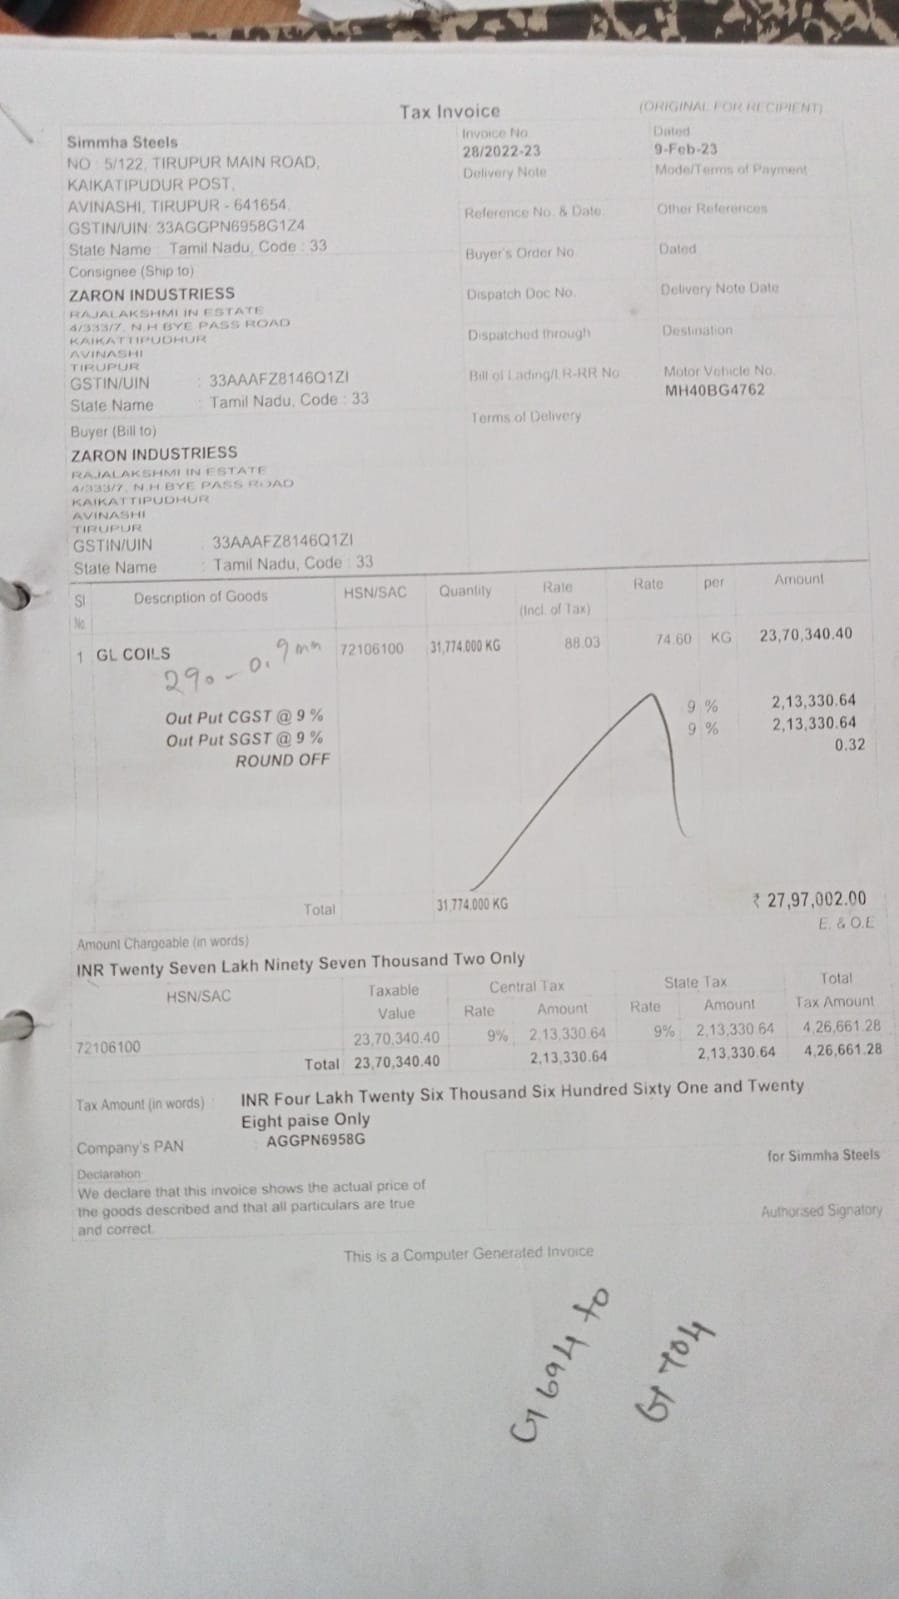 Tax Invoice
(ORIGINAL FOR RECIPIENT)
Simmha Steels
NO : 5/122, TIRUPUR MAIN ROAD,
KAIKATIPUDUR POST,
AVINASHI, TIRUPUR - 641654.
GSTIN/UIN: 33AGGPN6958G1Z4
State Name : Tamil Nadu, Code : 33
Invoice No.
28/2022-23
Dated
9-Feb-23
Delivery Note
Mode/Terms of Payment
Reference No. & Date.
Other References
Buyer's Order No.
Dated
Dispatch Doc No.
Delivery Note Date
Dispatched through
Destination
Bill of Lading/LR-RR No.
Motor Vehicle No.
MH40BG4762
Terms of Delivery
Consignee (Ship to)
ZARON INDUSTRIESS
RAJALAKSHMI IN ESTATE
4/333/7, N.H BYE PASS ROAD
KAIKATTIPUDHUR
AVINASHI
TIRUPUR
GSTIN/UIN : 33AAAFZ8146Q1ZI
State Name : Tamil Nadu, Code : 33
Buyer (Bill to)
ZARON INDUSTRIESS
RAJALAKSHMI IN ESTATE
4/333/7, N.H BYE PASS ROAD
KAIKATTIPUDHUR
AVINASHI
TIRUPUR
GSTIN/UIN : 33AAAFZ8146Q1ZI
State Name : Tamil Nadu, Code : 33
Sl No. Description of Goods HSN/SAC Quantity Rate (Incl. of Tax) Rate per Amount
1 GL COILS 72106100 31,774.000 KG 88.03 74.60 KG 23,70,340.40
290 - 0.9mm
Out Put CGST @ 9 % 9 % 2,13,330.64
Out Put SGST @ 9 % 9 % 2,13,330.64
ROUND OFF 0.32
Total 31,774.000 KG ₹ 27,97,002.00
E. & O.E
Amount Chargeable (in words)
INR Twenty Seven Lakh Ninety Seven Thousand Two Only
HSN/SAC Taxable Value Central Tax State Tax Total Tax Amount
Rate Amount Rate Amount
72106100 23,70,340.40 9% 2,13,330.64 9% 2,13,330.64 4,26,661.28
Total 23,70,340.40 2,13,330.64 2,13,330.64 4,26,661.28
Tax Amount (in words) : INR Four Lakh Twenty Six Thousand Six Hundred Sixty One and Twenty
Eight paise Only
Company's PAN : AGGPN6958G
Declaration
We declare that this invoice shows the actual price of
the goods described and that all particulars are true
and correct.
for Simmha Steels
Authorised Signatory
This is a Computer Generated Invoice
G1 694 to
G1 704